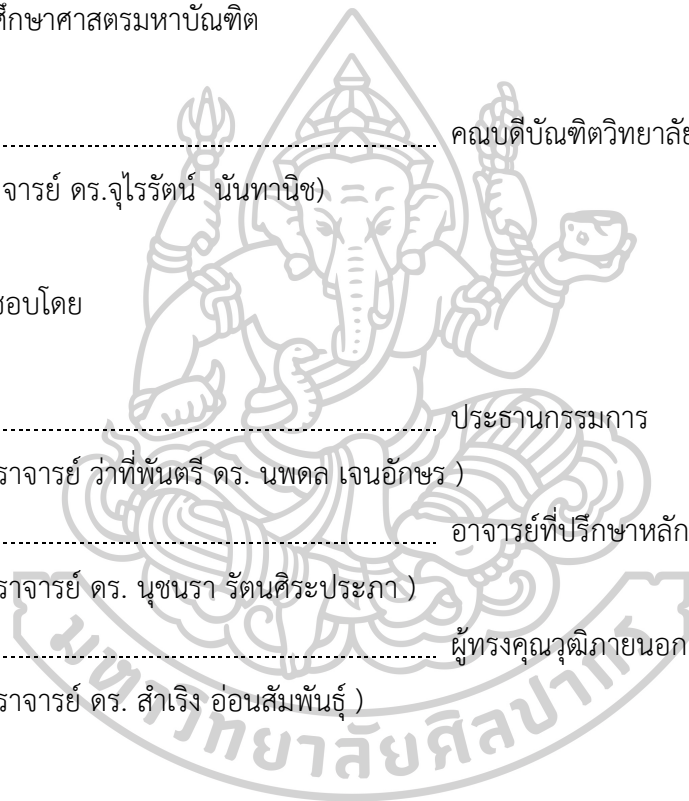 ศึกษาศาสตรมหาบัณฑิต
คณบดีบัณฑิตวิทยาลัย
จารย์ ดร.จุไรรัตน์ นันทานิช)
ชอบโดย
ประธานกรรมการ
ราจารย์ ว่าที่พันตรี ดร. นพดล เจนอักษร )
อาจารย์ที่ปรึกษาหลัก
ราจารย์ ดร. นุชนรา รัตนศิระประภา )
ผู้ทรงคุณวุฒิภายนอก
ราจารย์ ดร. สำเริง อ่อนสัมพันธุ์ )
มหาวิทยาลัยศิลปากร